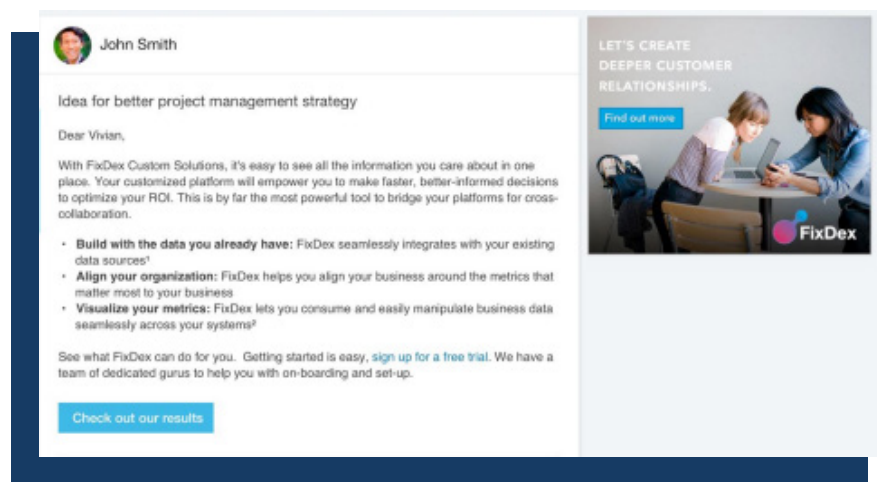 John Smith
Idea for better project management strategy
Dear Vivian,
With FixDex Custom Solutions, it's easy to see all the information you care about in one
place. Your customized platform will empower you to make faster, better-informed decisions
to optimize your ROI. This is by far the most powerful tool to bridge your platforms for cross-
collaboration.
• Build with the data you already have: FixDex seamlessly integrates with your existing
data sources¹
• Align your organization: FixDex helps you align your business around the metrics that
matter most to your business
• Visualize your metrics: FixDex lets you consume and easily manipulate business data
seamlessly across your systems²
See what FixDex can do for you. Getting started is easy, sign up for a free trial. We have a
team of dedicated gurus to help you with on-boarding and set-up.
Check out our results
LET'S CREATE
DEEPER CUSTOMER
RELATIONSHIPS.
Find out more
FixDex